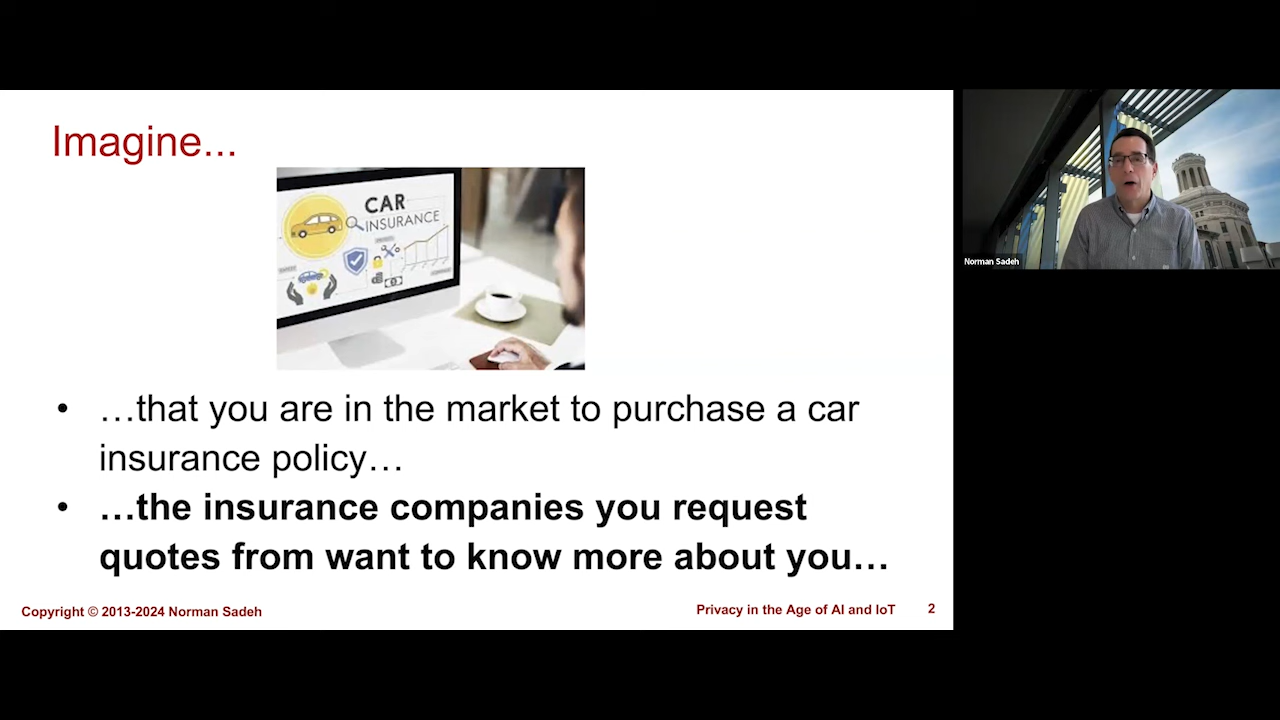 Imagine...
CAR
INSURANCE
• …that you are in the market to purchase a car
insurance policy…
• …the insurance companies you request
quotes from want to know more about you…
Copyright © 2013-2024 Norman Sadeh
Privacy in the Age of AI and IoT 2
Norman Sadeh